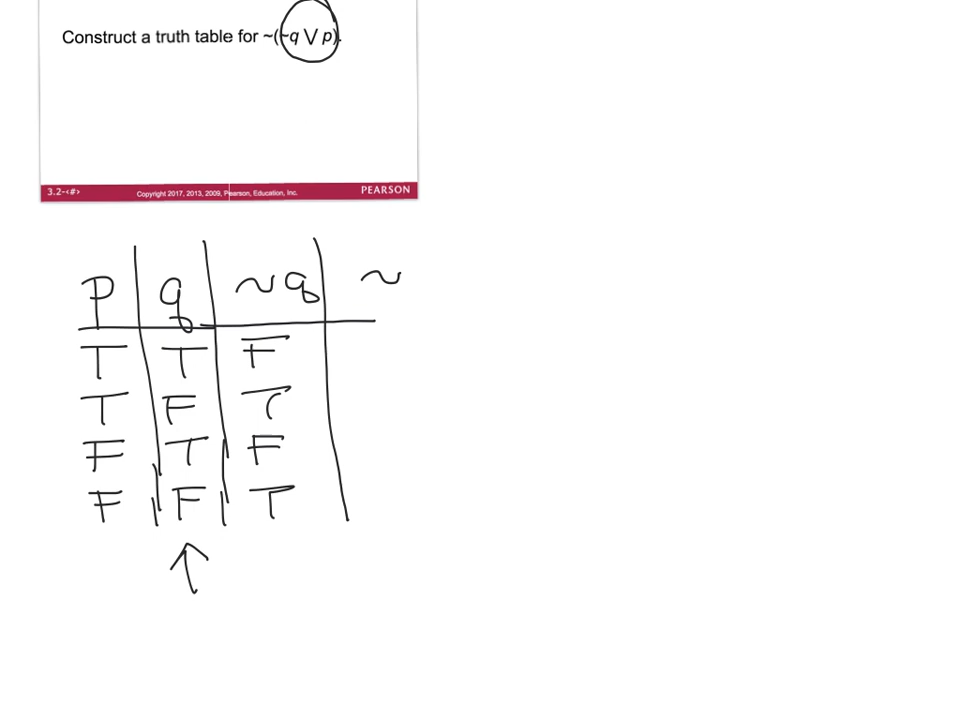 Construct a truth table for ~(~q ∨ p).
3.2-<#> Copyright 2017, 2013, 2009, Pearson, Education, Inc. PEARSON
P q ~q ~
T T F
T F T
F T F
F F T